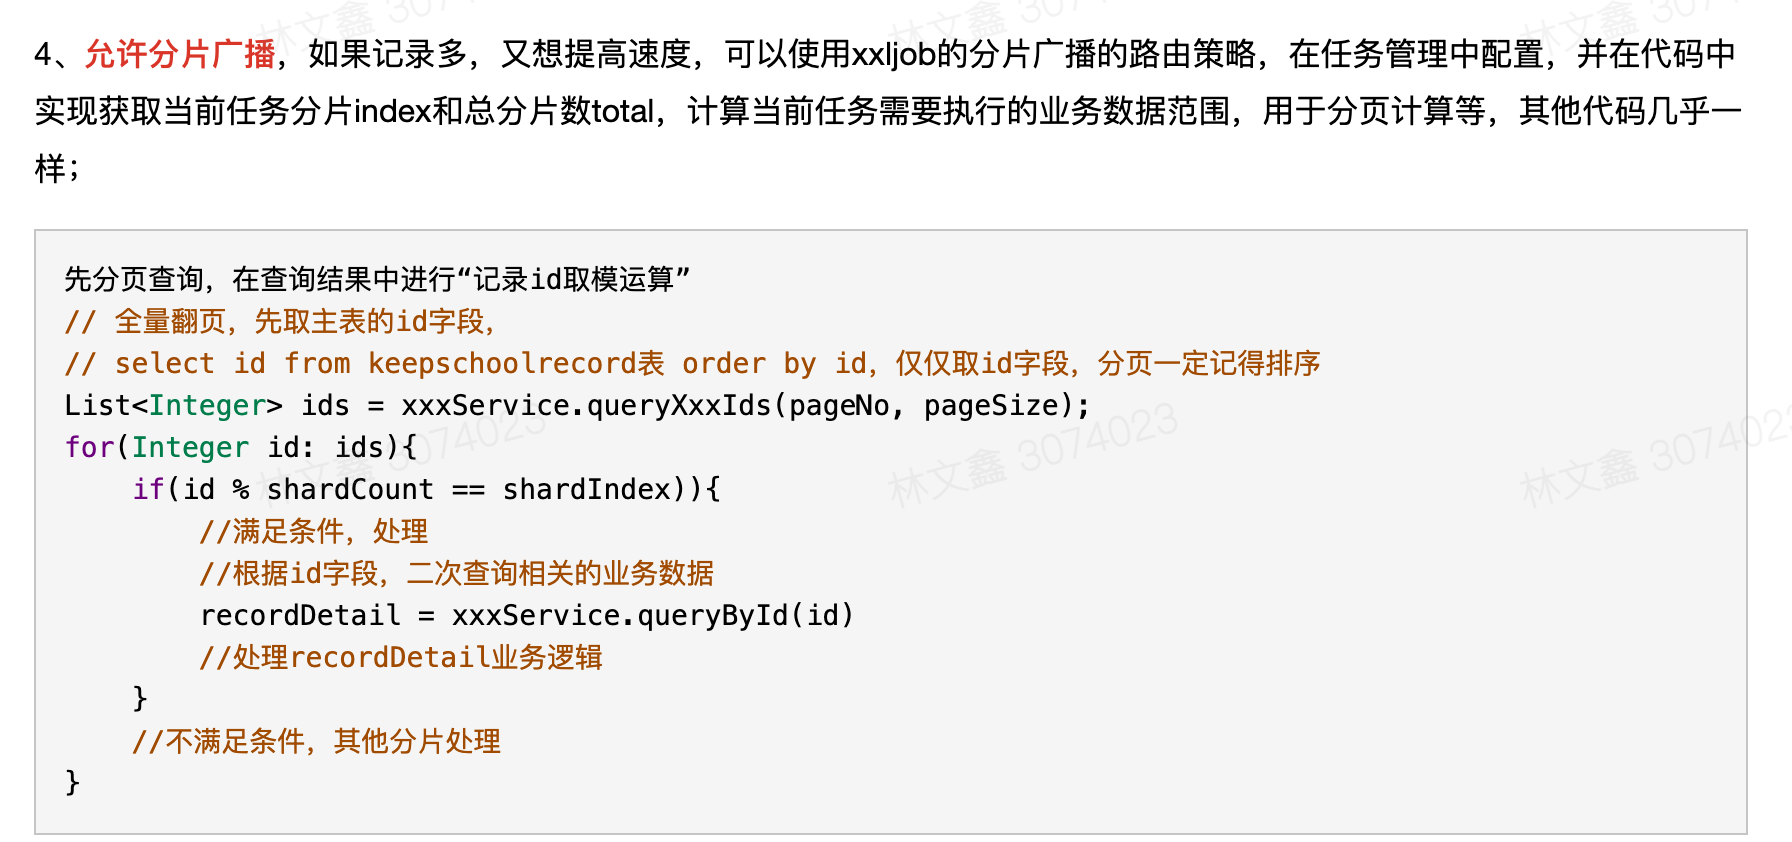 4、允许分片广播，如果记录多，又想提高速度，可以使用xxljob的分片广播的路由策略，在任务管理中配置，并在代码中
实现获取当前任务分片index和总分片数total，计算当前任务需要执行的业务数据范围，用于分页计算等，其他代码几乎一
样；
先分页查询，在查询结果中进行“记录id取模运算”
// 全量翻页，先取主表的id字段，
// select id from keepschoolrecord表 order by id，仅仅取id字段，分页一定记得排序
List<Integer> ids = xxxService.queryXxxIds(pageNo, pageSize);
for(Integer id: ids){
    if(id % shardCount == shardIndex)){
        //满足条件，处理
        //根据id字段，二次查询相关的业务数据
        recordDetail = xxxService.queryById(id)
        //处理recordDetail业务逻辑
    }
    //不满足条件，其他分片处理
}
林文鑫 3074023
林文鑫 3074023
林文鑫 3074023